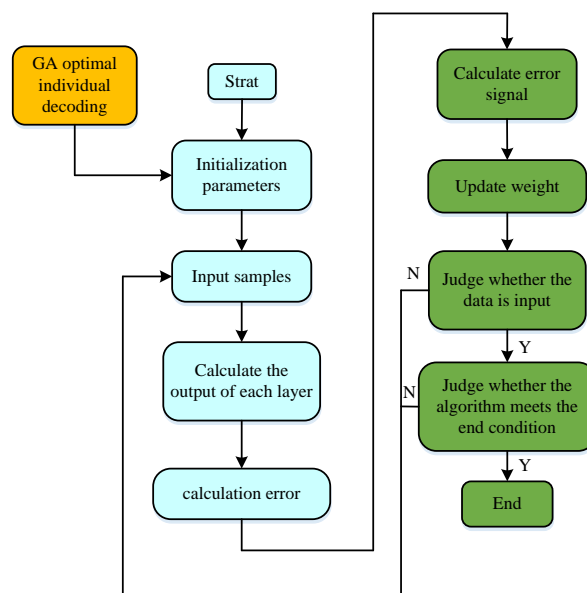 GA optimal
individual
decoding
Strat
Initialization
parameters
Input samples
Calculate the
output of each layer
calculation error
Calculate error
signal
Update weight
N
Judge whether the
data is input
Y
N
Judge whether the
algorithm meets the
end condition
Y
End